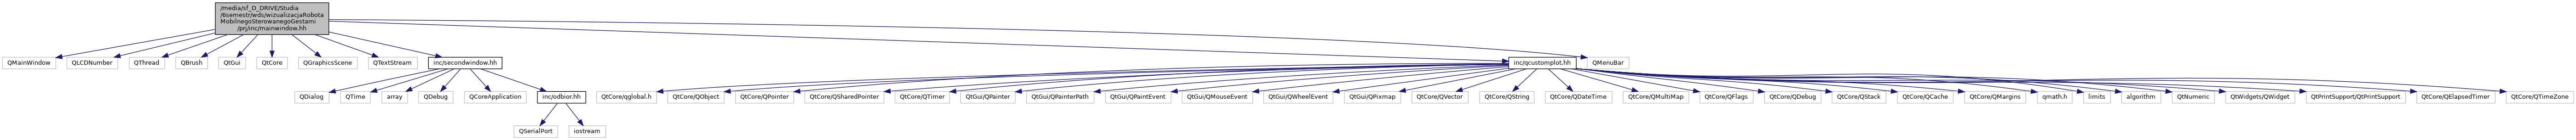 /media/sf_D_DRIVE/Studia
/6semestr/wds/wizualizacjaRobota
MobilnegoSterowanegoGestami
/prj/inc/mainwindow.hh
QMainWindow
QLCDNumber
QThread
QBrush
QtGui
QtCore
QGraphicsScene
QTextStream
inc/secondwindow.hh
inc/qcustomplot.hh
QMenuBar
QDialog
QTime
array
QDebug
QCoreApplication
inc/odbior.hh
QtCore/qglobal.h
QtCore/QObject
QtCore/QPointer
QtCore/QSharedPointer
QtCore/QTimer
QtGui/QPainter
QtGui/QPainterPath
QtGui/QPaintEvent
QtGui/QMouseEvent
QtGui/QWheelEvent
QtGui/QPixmap
QtCore/QVector
QtCore/QString
QtCore/QDateTime
QtCore/QMultiMap
QtCore/QFlags
QtCore/QDebug
QtCore/QStack
QtCore/QCache
QtCore/QMargins
qmath.h
limits
algorithm
QtNumeric
QtWidgets/QWidget
QtPrintSupport/QtPrintSupport
QtCore/QElapsedTimer
QtCore/QTimeZone
QSerialPort
iostream